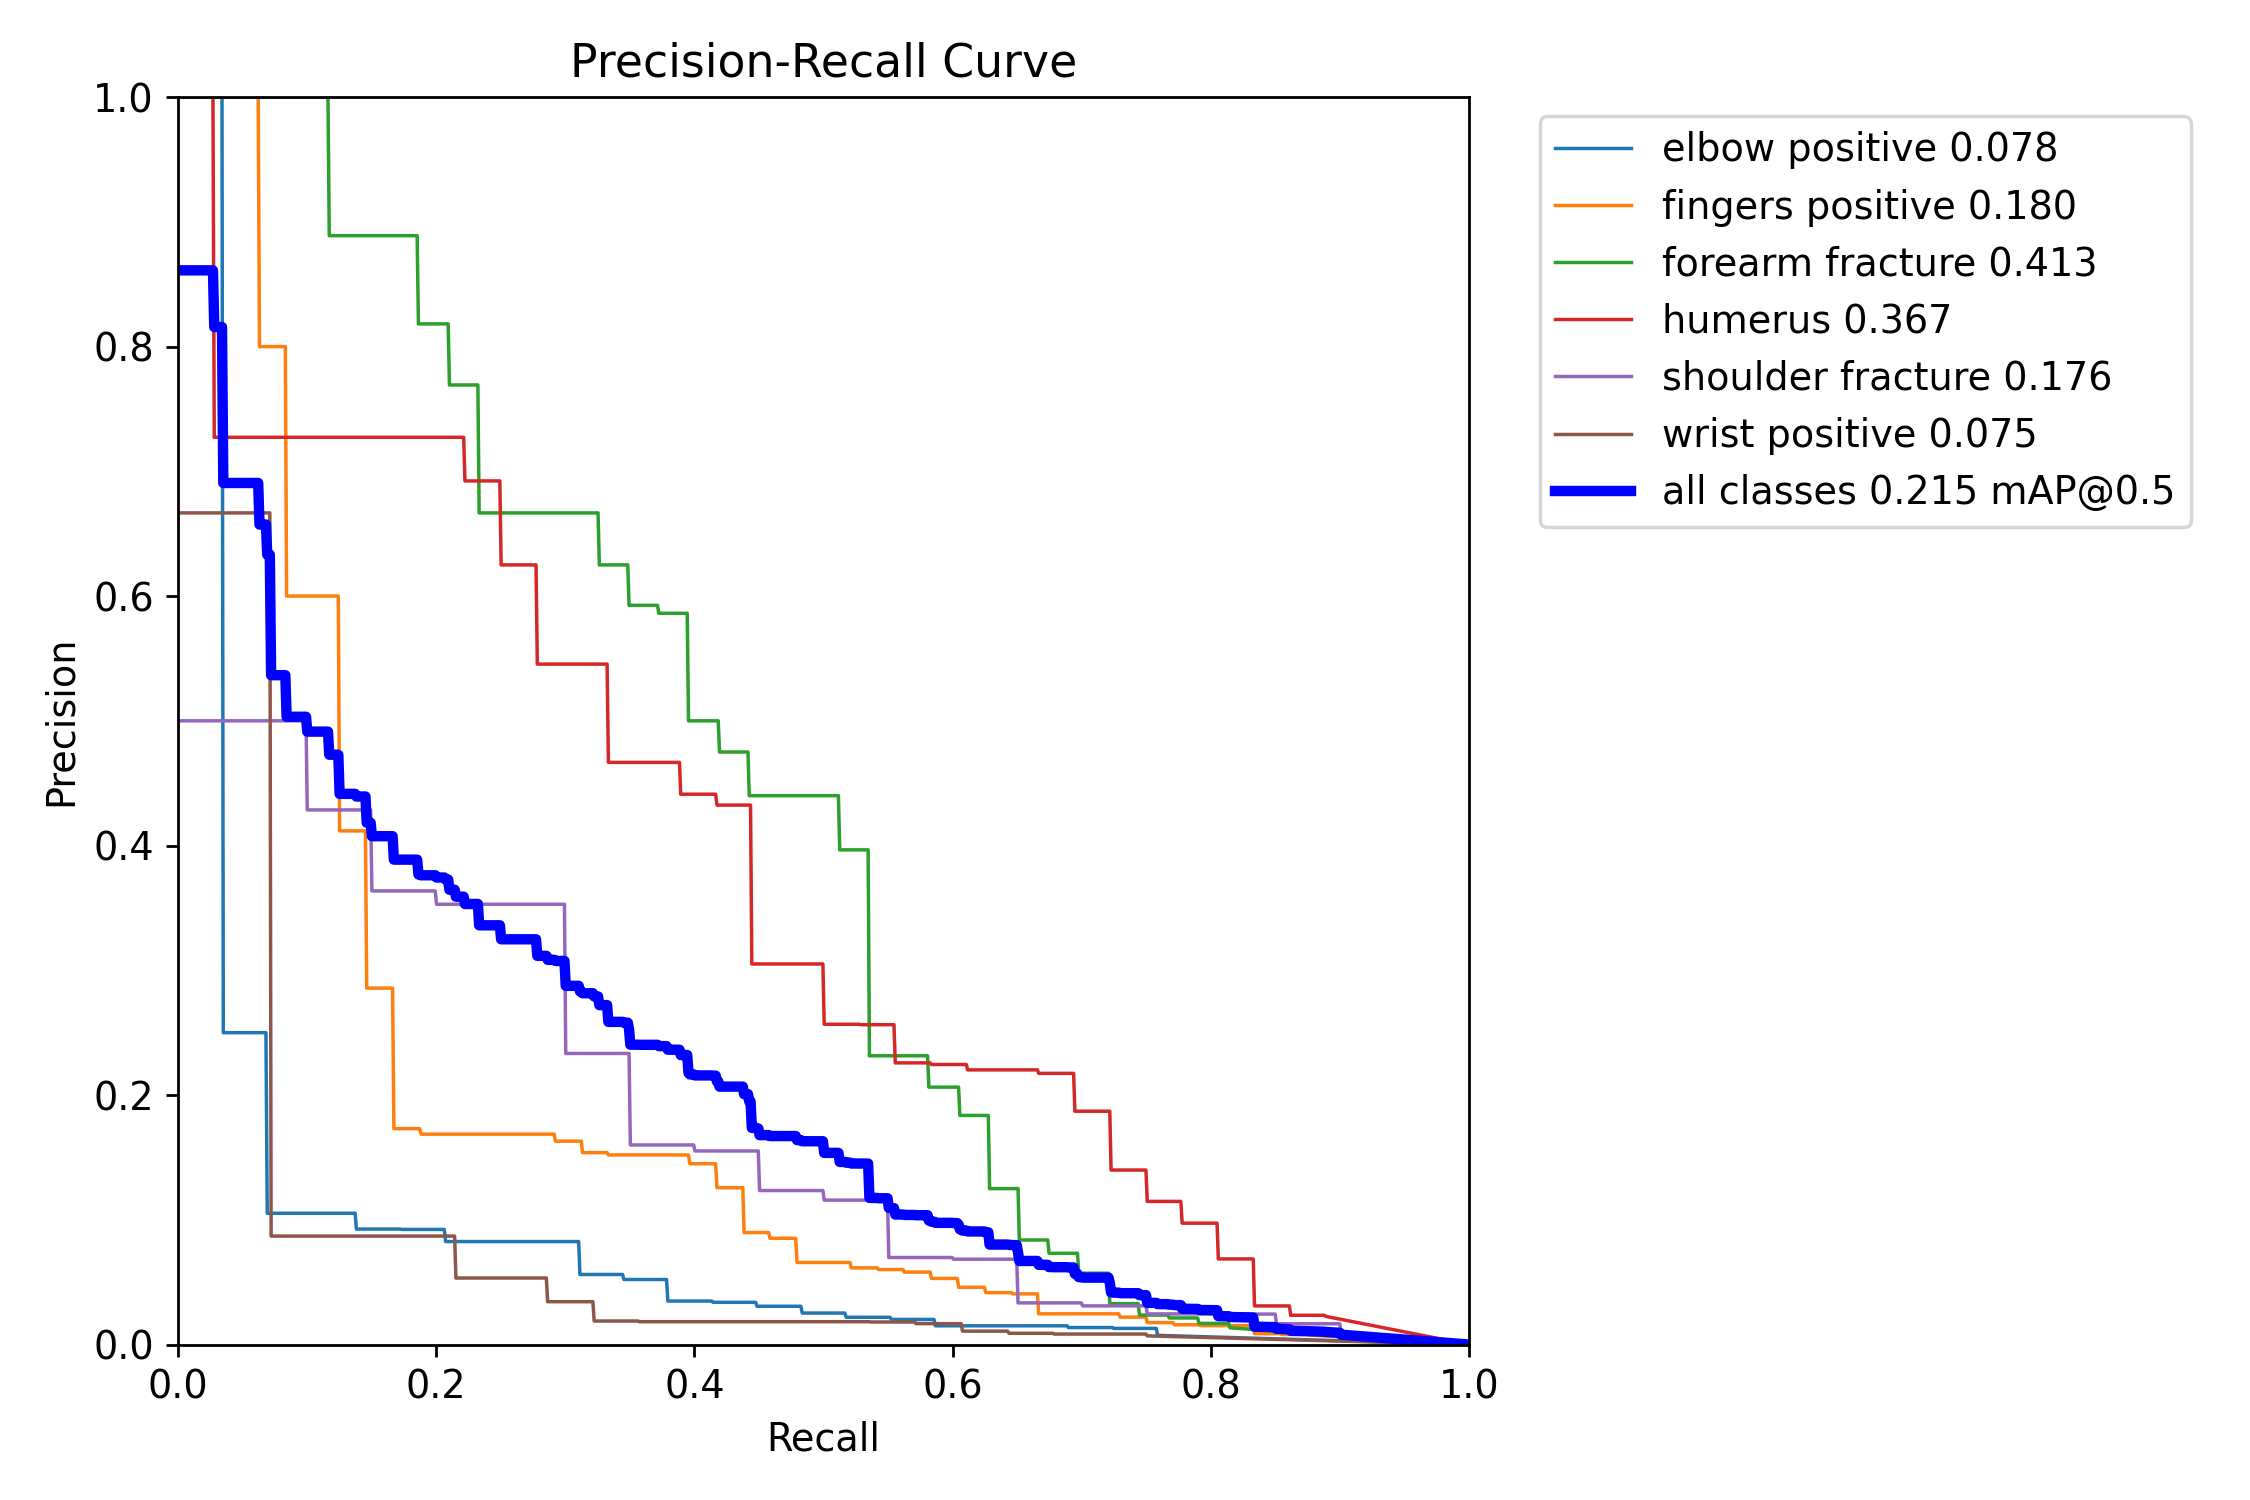 Precision-Recall Curve
1.0
0.8
0.6
0.4
0.2
0.0
Precision
0.0 0.2 0.4 0.6 0.8 1.0
Recall
elbow positive 0.078
fingers positive 0.180
forearm fracture 0.413
humerus 0.367
shoulder fracture 0.176
wrist positive 0.075
all classes 0.215 mAP@0.5